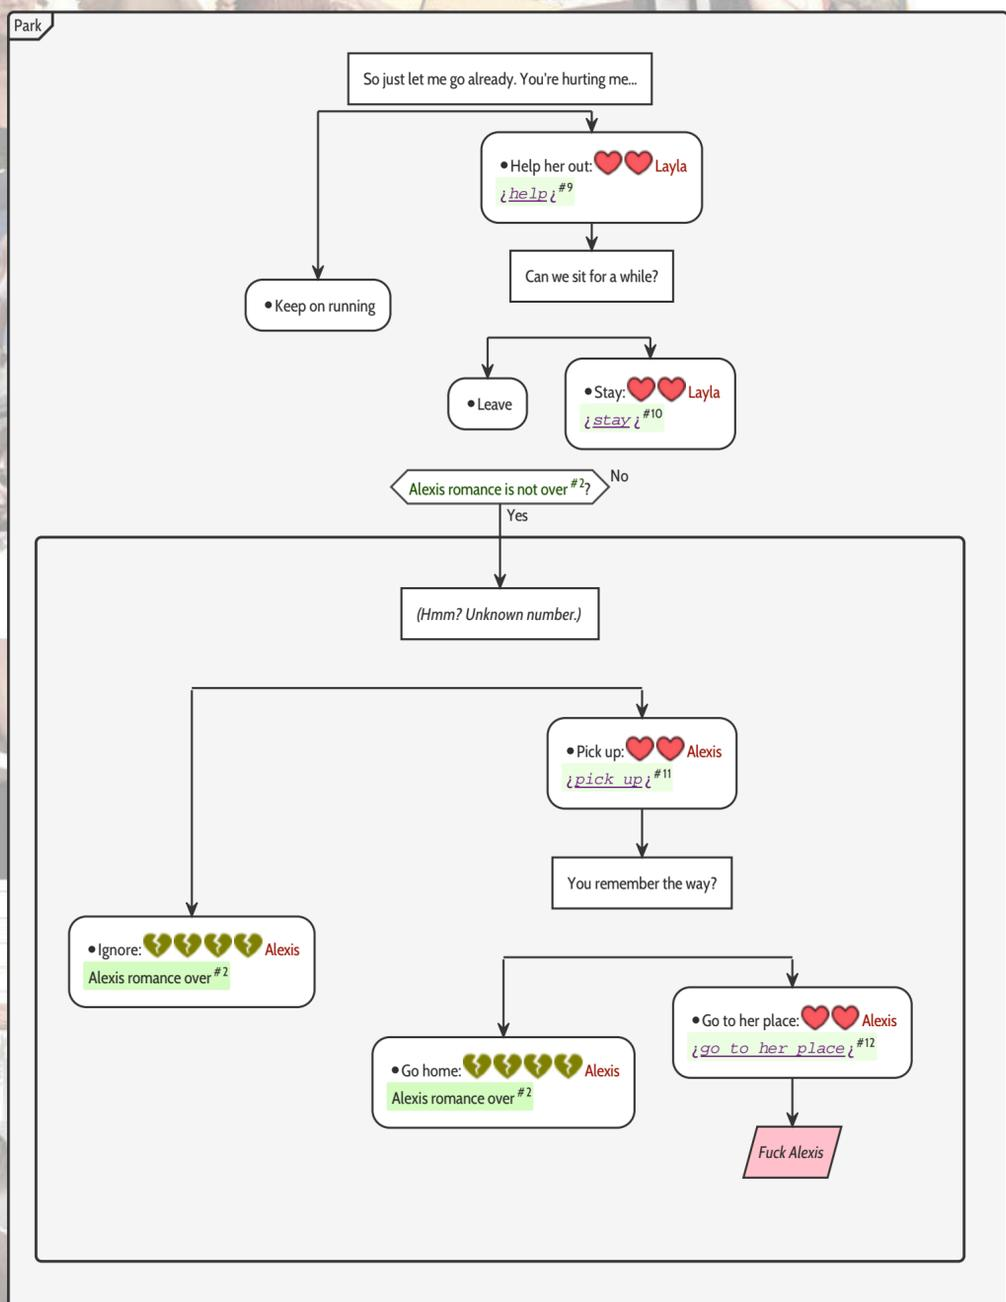 Park
So just let me go already. You're hurting me...
•Help her out: Layla
¿help¿#9
Can we sit for a while?
•Keep on running
•Leave
•Stay: Layla
¿stay¿#10
Alexis romance is not over #2?
No
Yes
(Hmm? Unknown number.)
•Pick up: Alexis
¿pick up¿#11
You remember the way?
•Ignore: Alexis
Alexis romance over #2
•Go to her place: Alexis
¿go to her place¿#12
•Go home: Alexis
Alexis romance over #2
Fuck Alexis